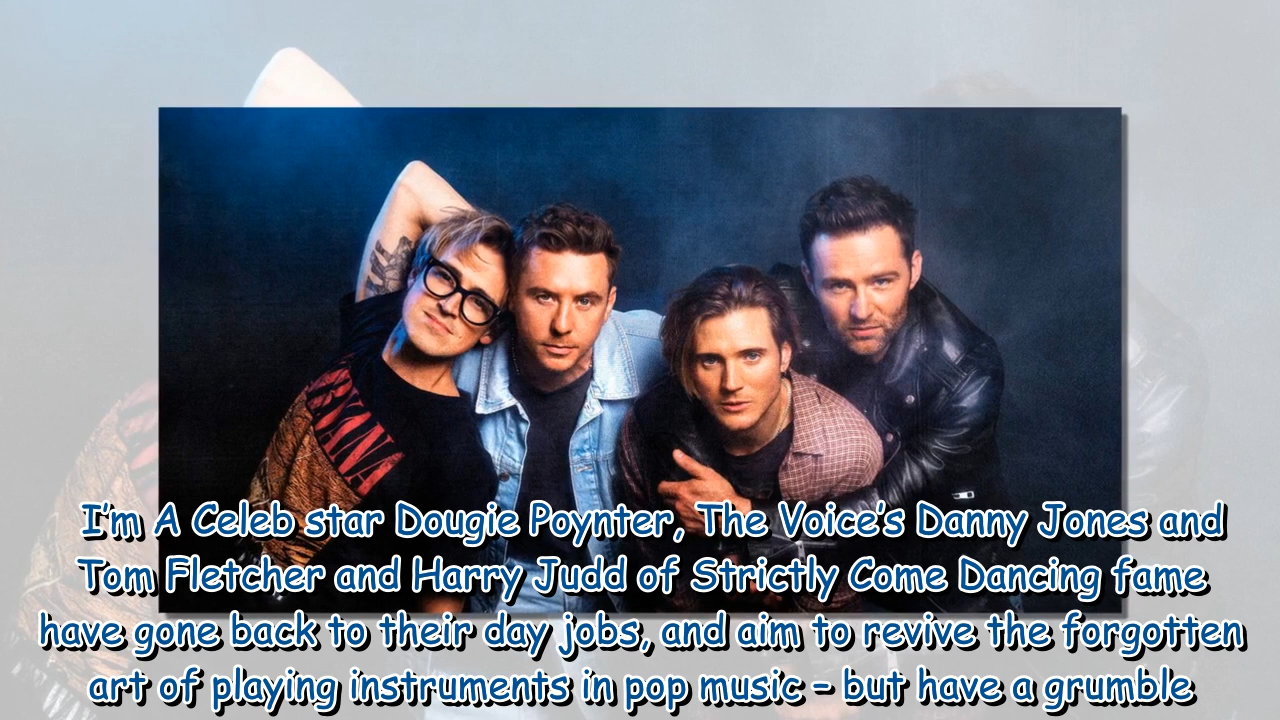 VANA
I'm A Celeb star Dougie Poynter, The Voice's Danny Jones and
Tom Fletcher and Harry Judd of Strictly Come Dancing fame
have gone back to their day jobs, and aim to revive the forgotten
art of playing instruments in pop music – but have a grumble